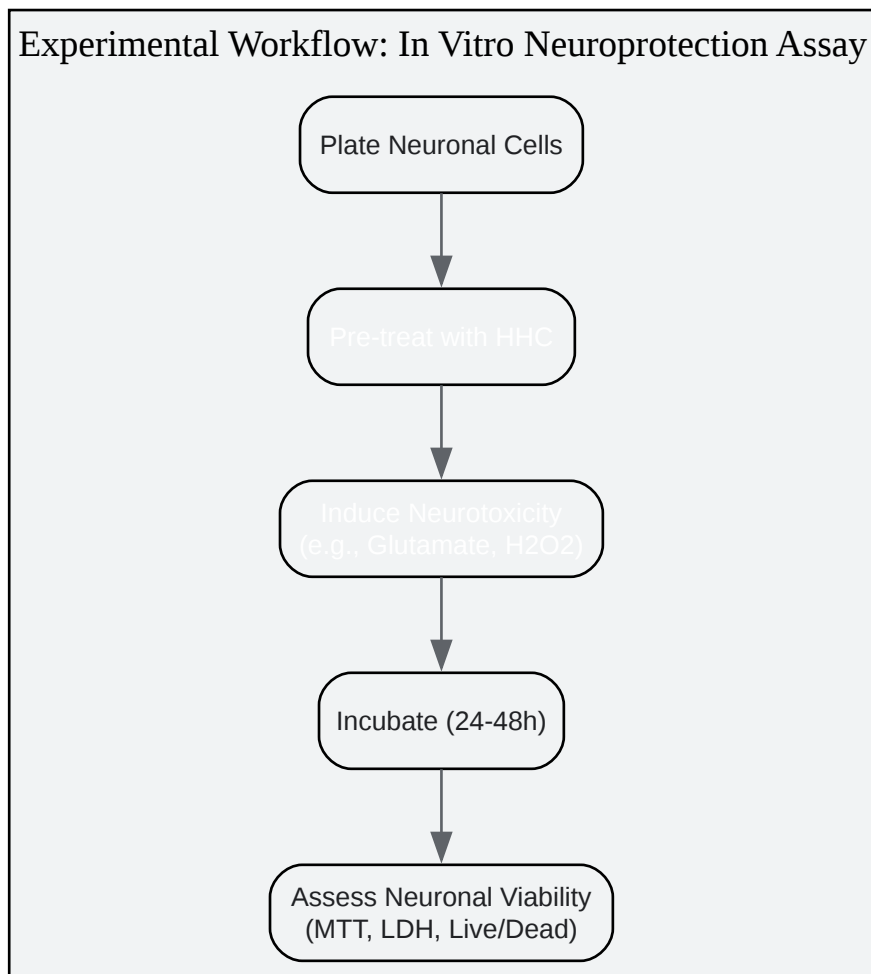 Experimental Workflow: In Vitro Neuroprotection Assay
Plate Neuronal Cells
Pre-treat with HHC
Induce Neurotoxicity
(e.g., Glutamate, H2O2)
Incubate (24-48h)
Assess Neuronal Viability
(MTT, LDH, Live/Dead)